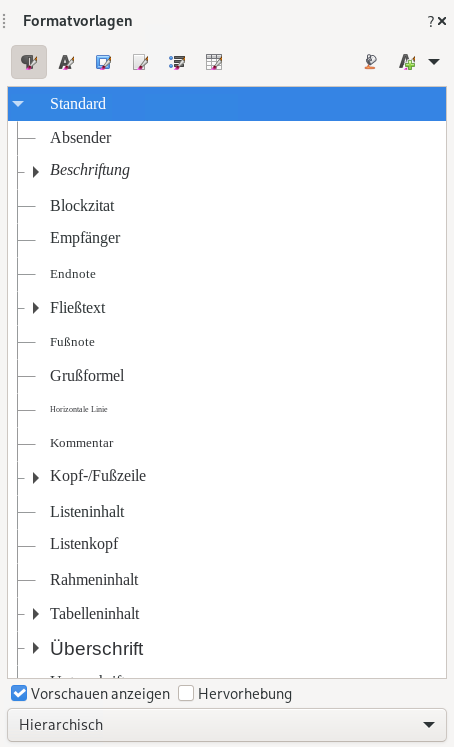 Formatvorlagen
?
Standard
Absender
Beschriftung
Blockzitat
Empfänger
Endnote
Fließtext
Fußnote
Grußformel
Horizontale Linie
Kommentar
Kopf-/Fußzeile
Listeninhalt
Listenkopf
Rahmeninhalt
Tabelleninhalt
Überschrift
Vorschauen anzeigen Hervorhebung
Hierarchisch